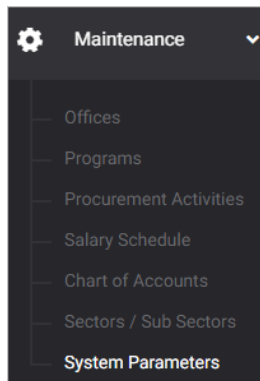 Maintenance
Offices
Programs
Procurement Activities
Salary Schedule
Chart of Accounts
Sectors / Sub Sectors
System Parameters